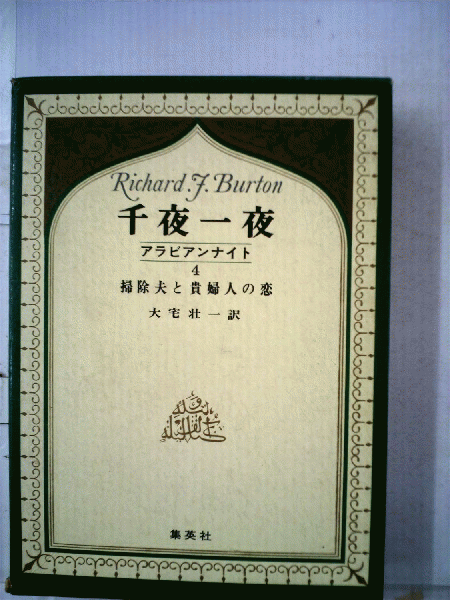 Richard. F. Burton
千夜一夜
アラビアンナイト
4
掃除夫と貴婦人の恋
大宅壮一訳
集英社